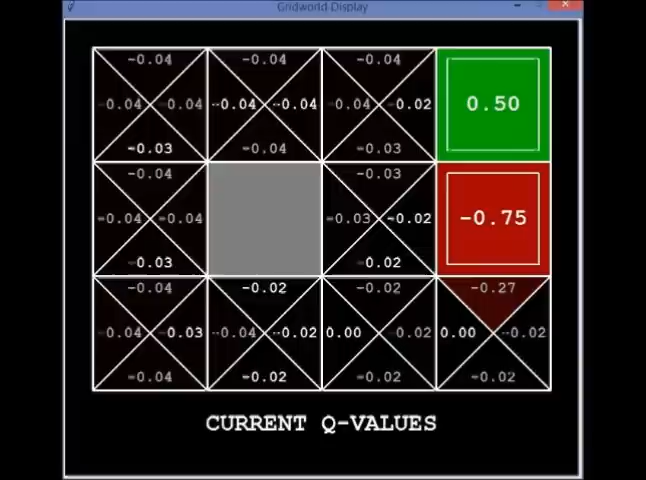 Gridworld Display
-0.04 -0.04 -0.04
-0.04 -0.04 -0.04 -0.04 -0.04 -0.02 0.50
-0.03 -0.04 -0.03
-0.04 -0.03
-0.04 -0.04 -0.03 -0.02 -0.75
-0.03 -0.02
-0.04 -0.02 -0.02 -0.27
-0.04 -0.03 -0.04 -0.02 0.00 -0.02 0.00 -0.02
-0.04 -0.02 -0.02 -0.02
CURRENT Q-VALUES